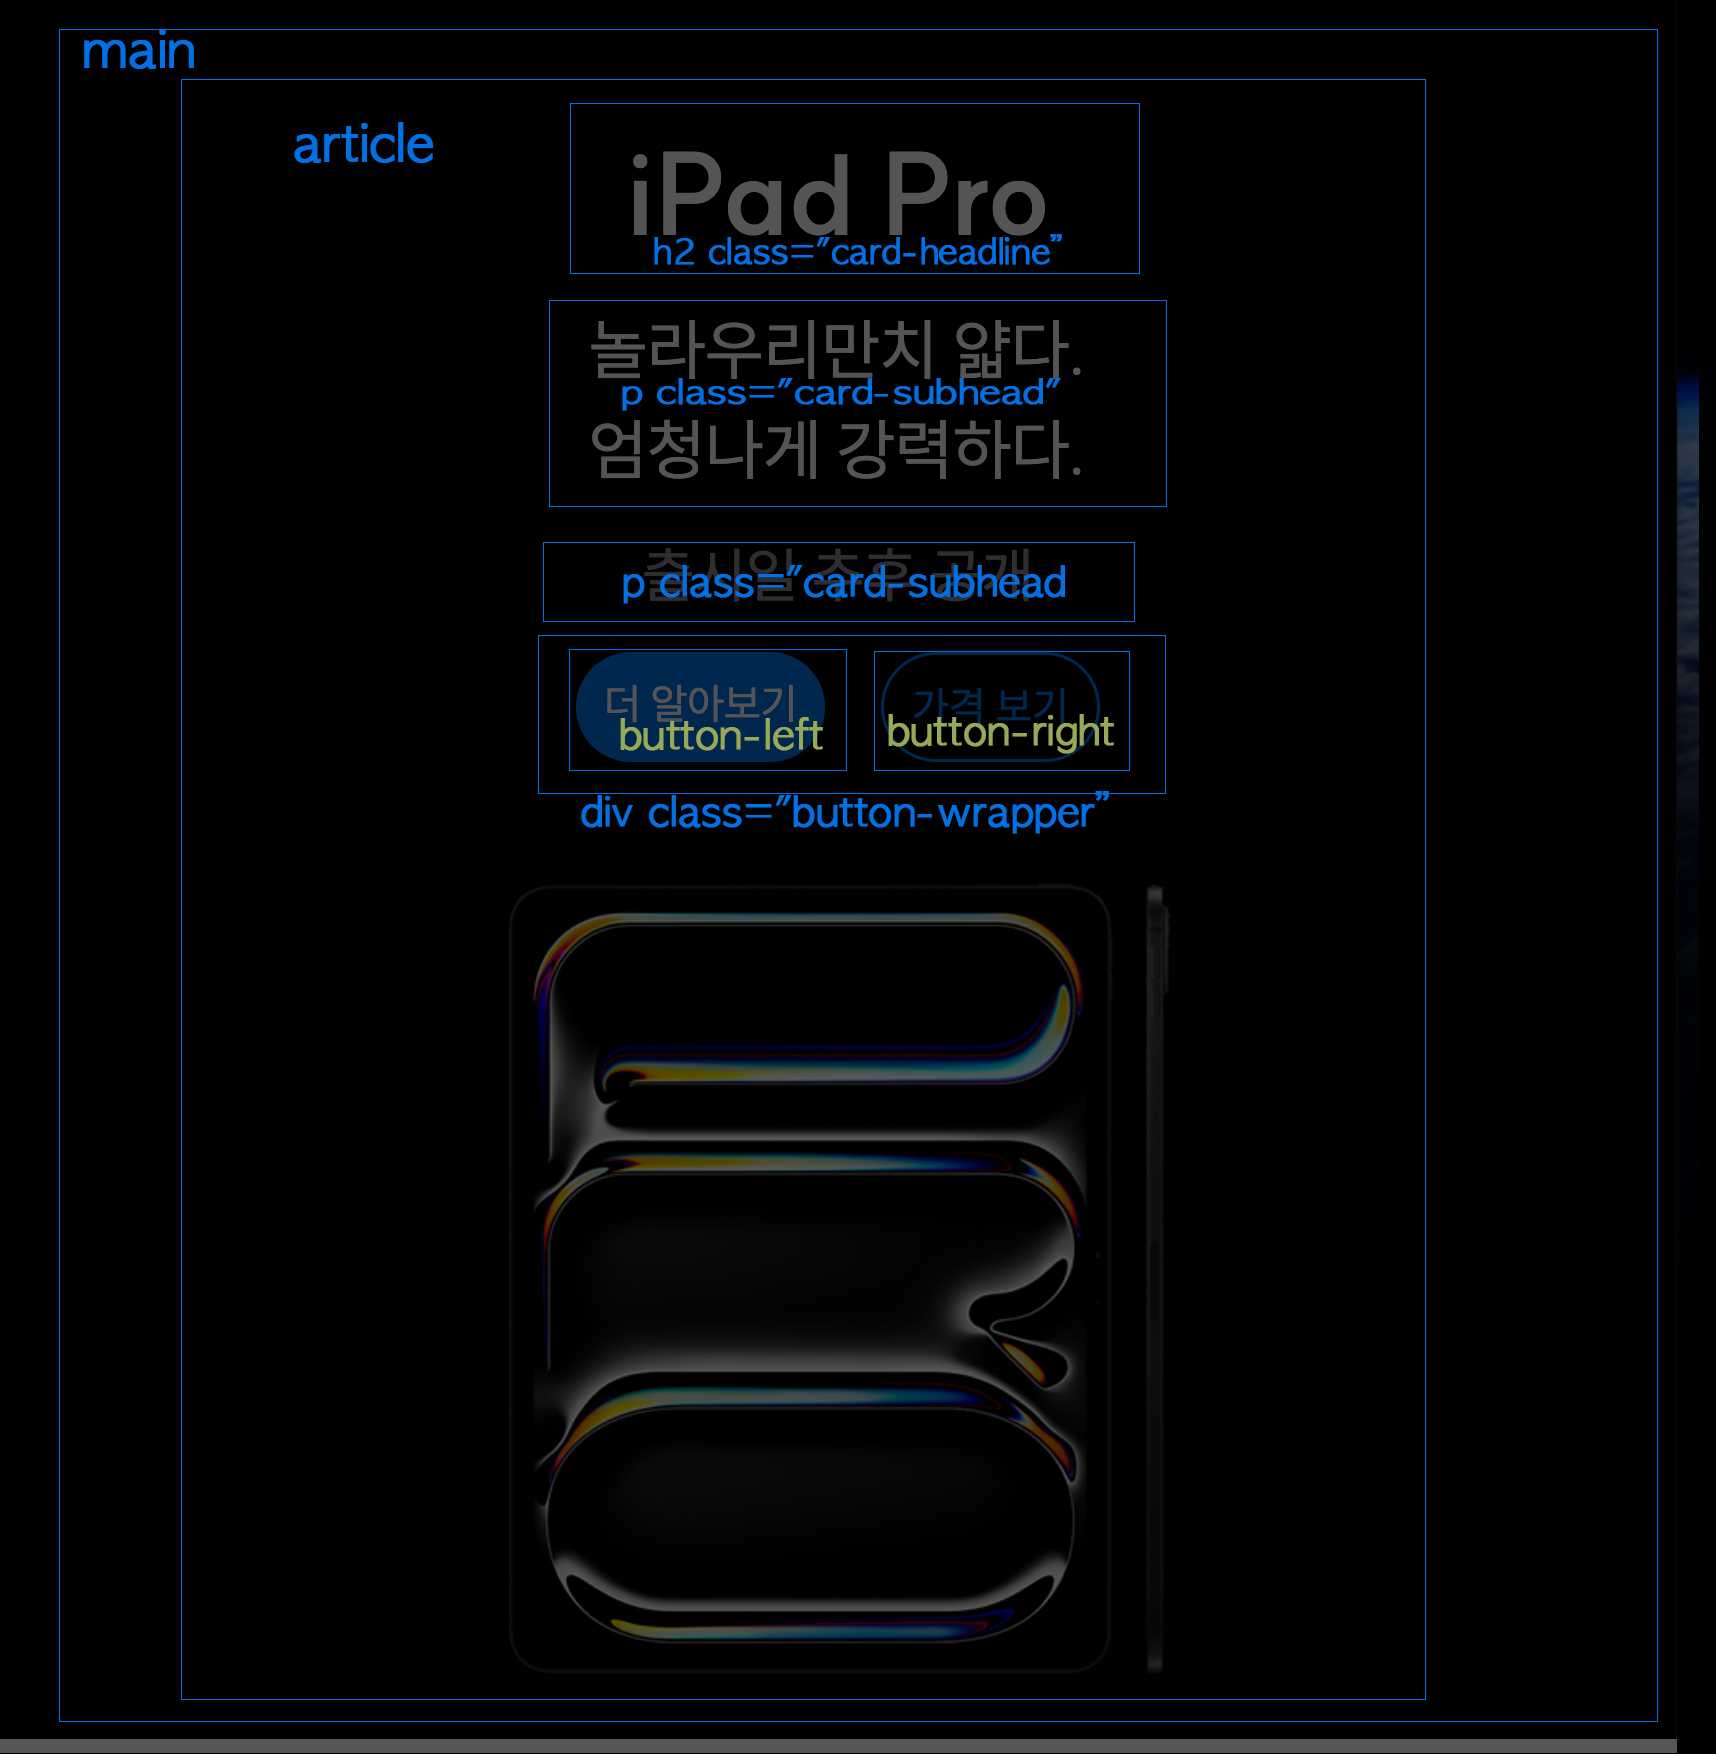 main
article
iPad Pro
h2 class="card-headline"
놀라우리만치 얇다.
p class="card-subhead"
엄청나게 강력하다.
출시일 추후 공개
p class="card-subhead
더 알아보기
button-left
가격 보기
button-right
div class="button-wrapper"